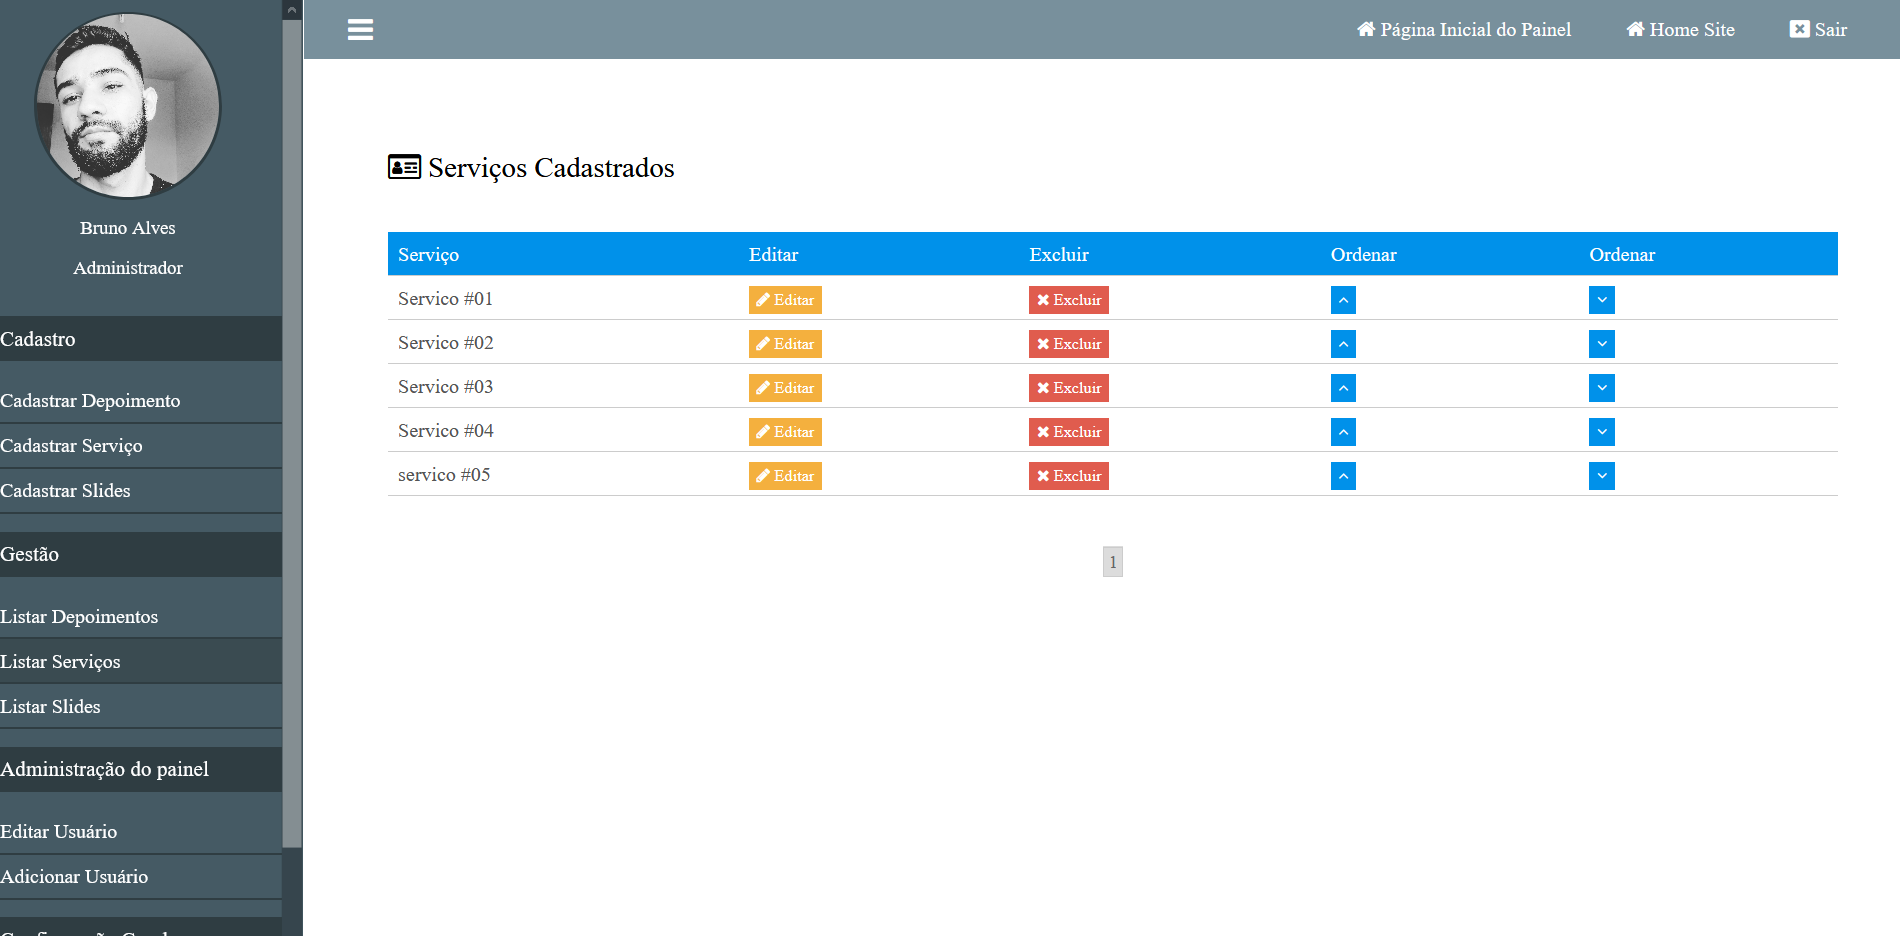 Bruno Alves
Administrador
Cadastro
Cadastrar Depoimento
Cadastrar Serviço
Cadastrar Slides
Gestão
Listar Depoimentos
Listar Serviços
Listar Slides
Administração do painel
Editar Usuário
Adicionar Usuário
Página Inicial do Painel Home Site Sair
Serviços Cadastrados
Serviço Editar Excluir Ordenar Ordenar
Servico #01 Editar Excluir
Servico #02 Editar Excluir
Servico #03 Editar Excluir
Servico #04 Editar Excluir
servico #05 Editar Excluir
1